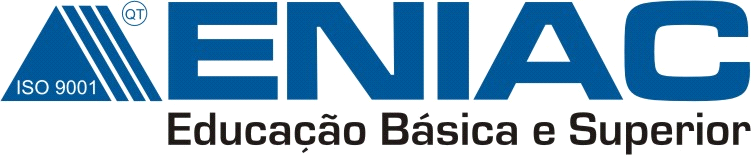 QT
ENIAC
ISO 9001
Educação Básica e Superior